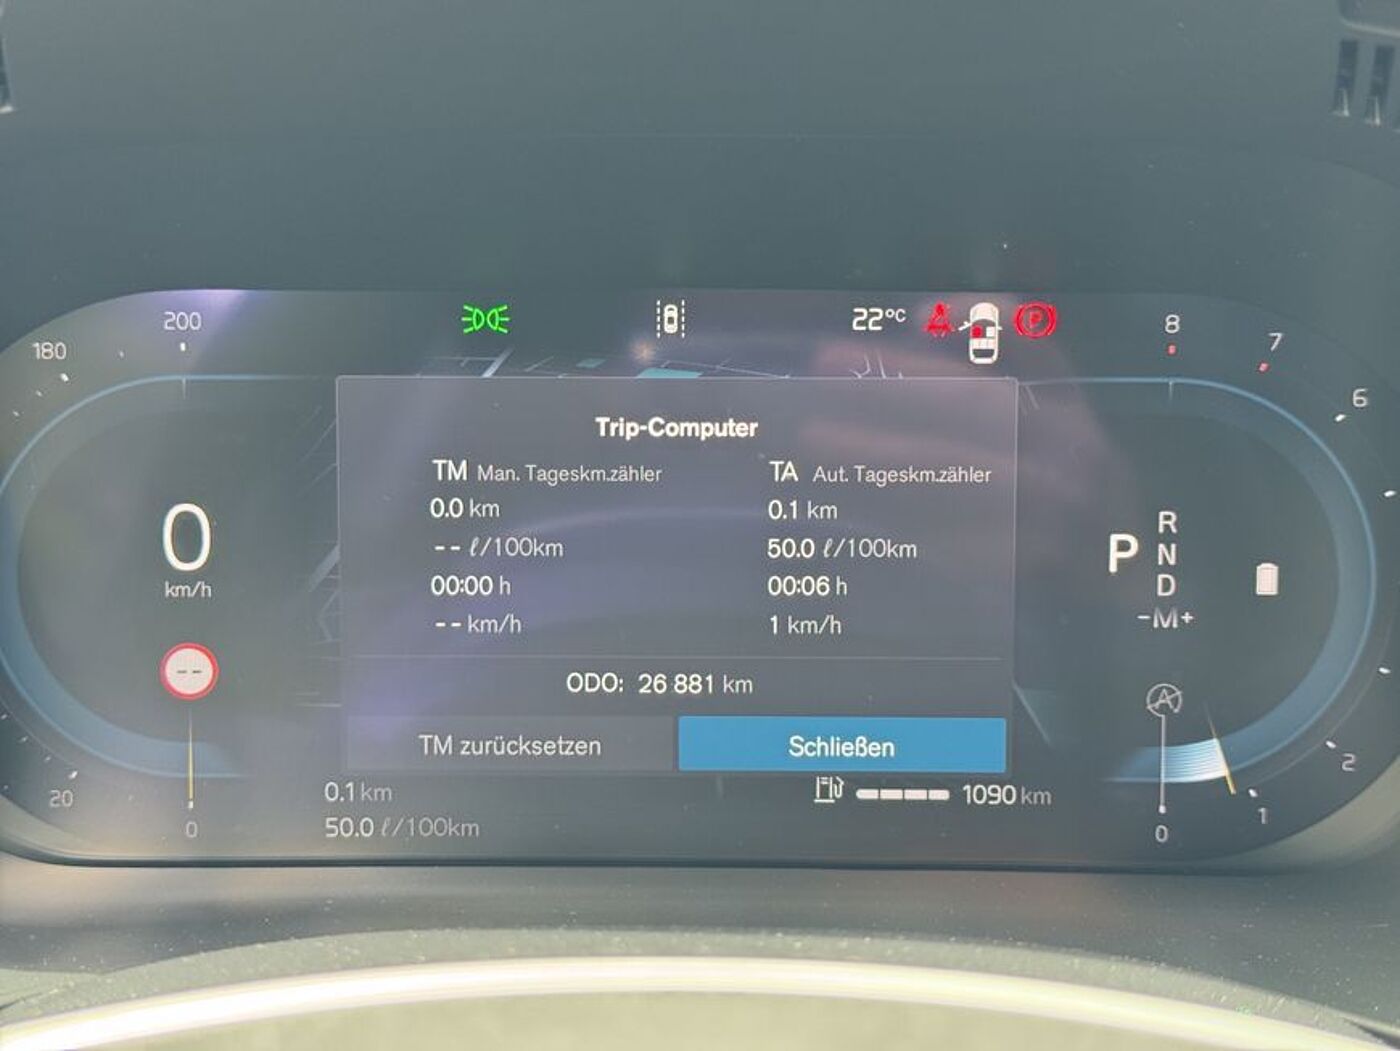 200
180
22°C
P
8
7
6
Trip-Computer
TM Man. Tageskm.zähler
TA Aut. Tageskm.zähler
0.0 km
0.1 km
-- ℓ/100km
50.0 ℓ/100km
00:00 h
00:06 h
-- km/h
1 km/h
ODO: 26 881 km
TM zurücksetzen
Schließen
0
km/h
--
P
R
N
D
-M+
A
20
0
0.1 km
50.0 ℓ/100km
1090 km
2
1
0